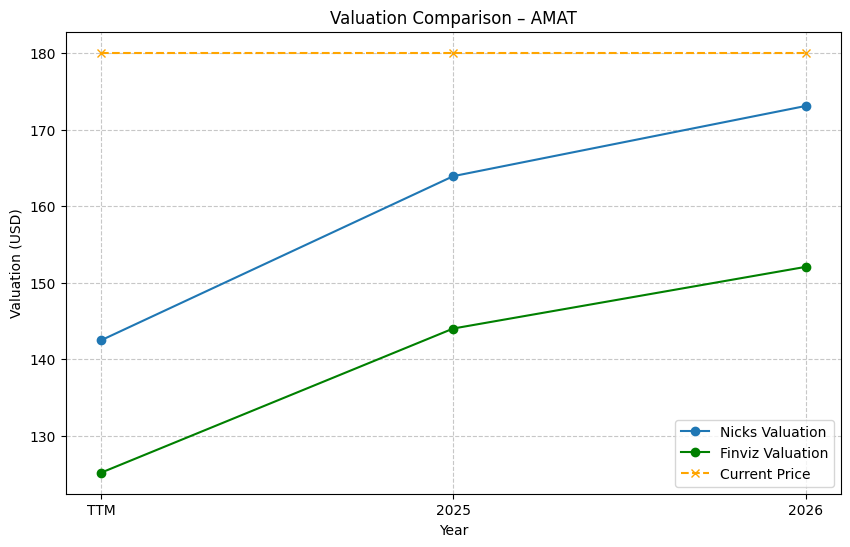 Valuation Comparison – AMAT
Valuation (USD)
180
170
160
150
140
130
TTM
2025
2026
Year
Nicks Valuation
Finviz Valuation
Current Price